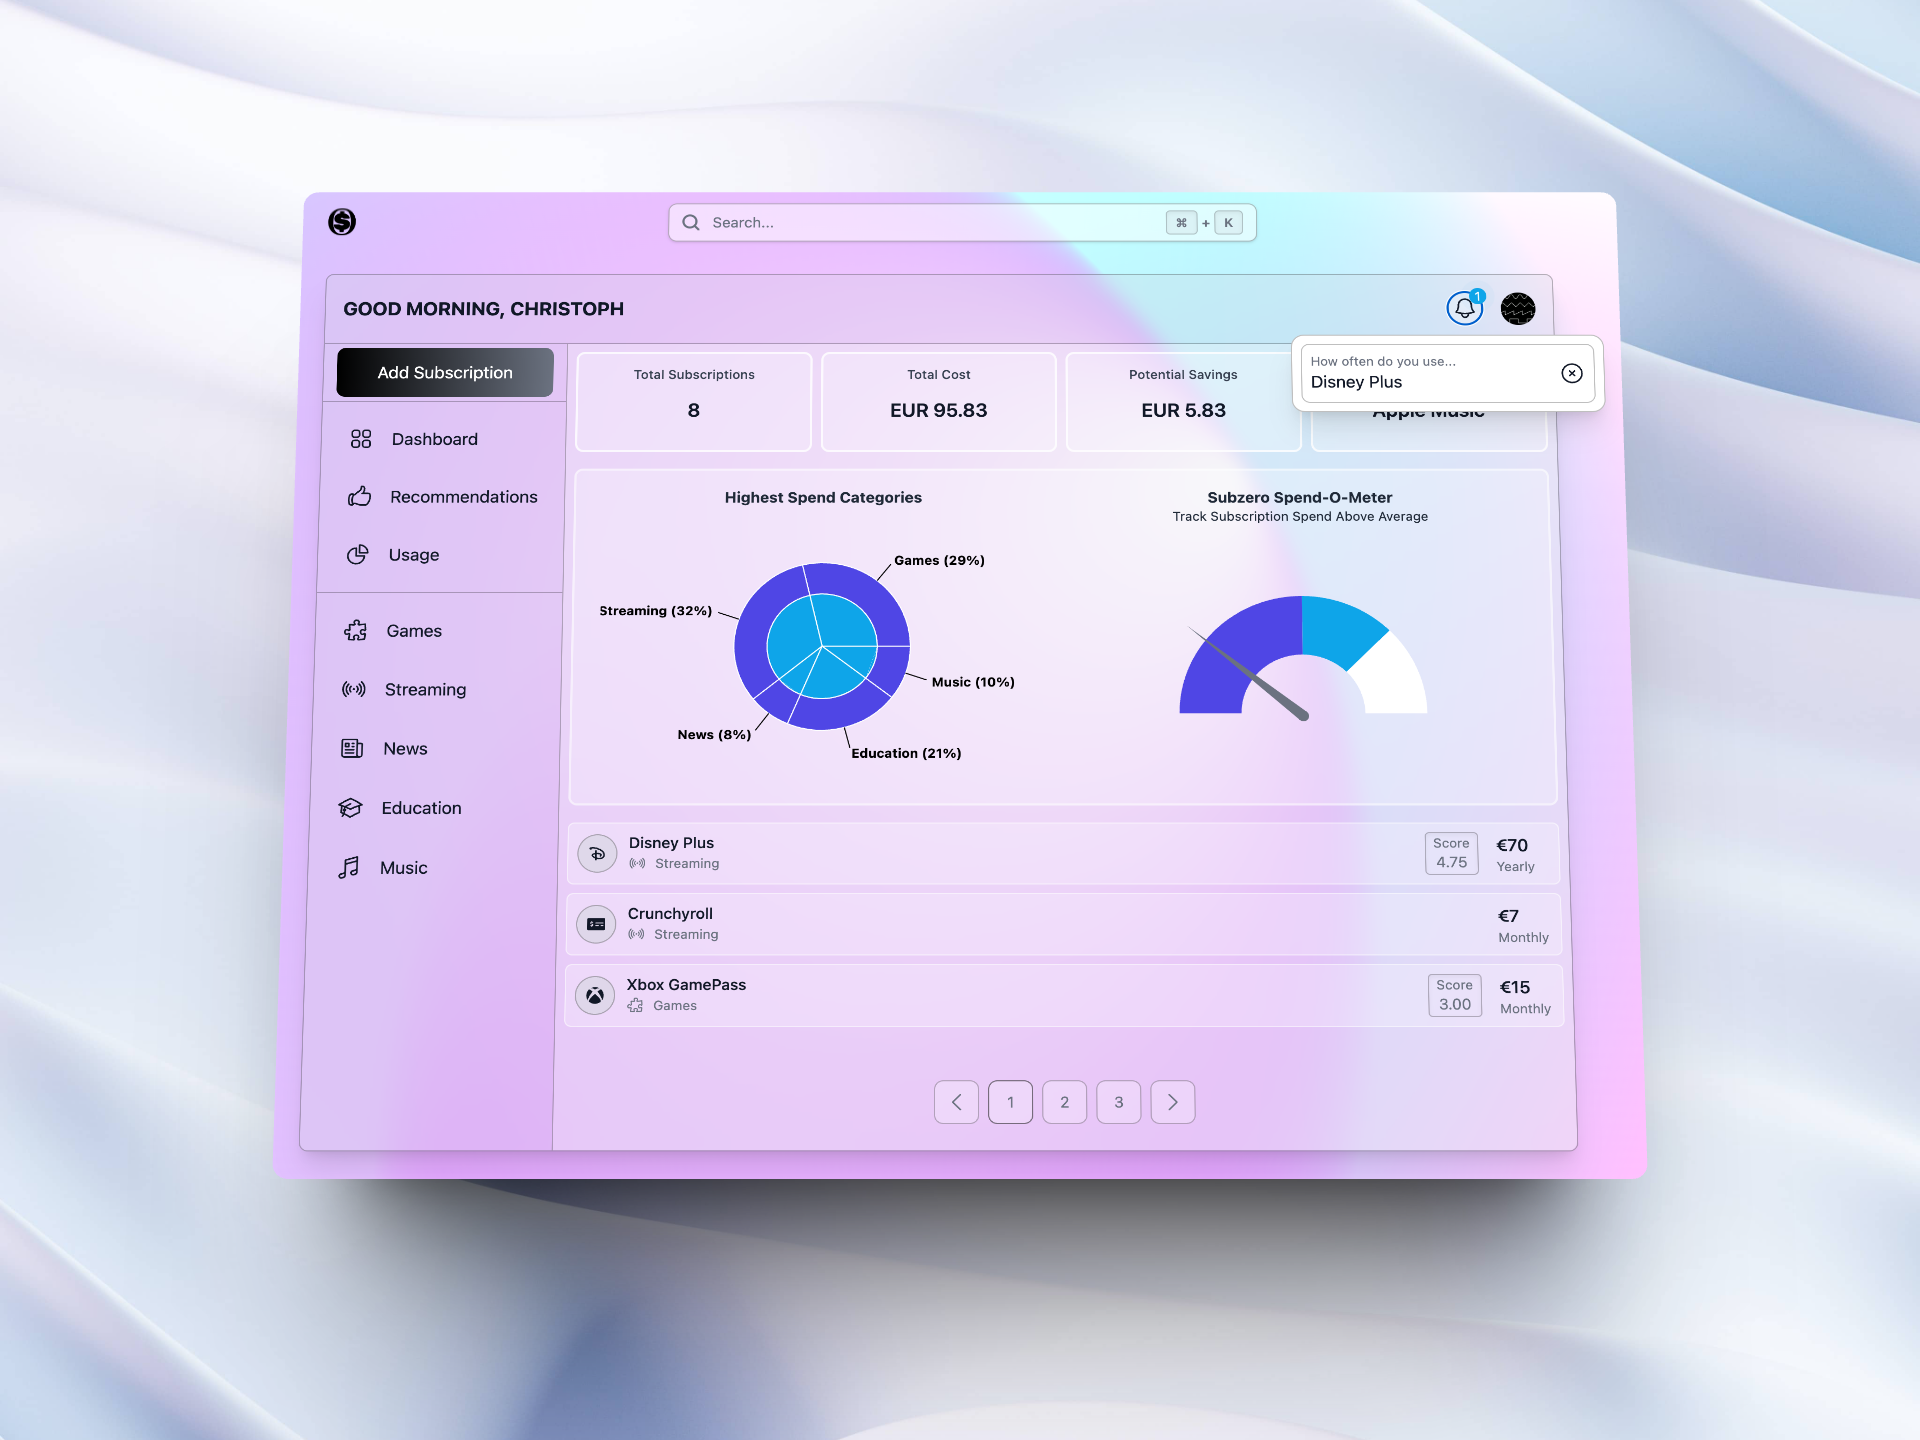 Search...
⌘ + K
GOOD MORNING, CHRISTOPH
1
How often do you use...
Disney Plus
Add Subscription
Dashboard
Recommendations
Usage
Games
Streaming
News
Education
Music
Total Subscriptions
8
Total Cost
EUR 95.83
Potential Savings
EUR 5.83
Apple Music
Highest Spend Categories
Games (29%)
Streaming (32%)
Music (10%)
News (8%)
Education (21%)
Subzero Spend-O-Meter
Track Subscription Spend Above Average
Disney Plus
Streaming
Score
4.75
€70
Yearly
Crunchyroll
Streaming
€7
Monthly
Xbox GamePass
Games
Score
3.00
€15
Monthly
1
2
3